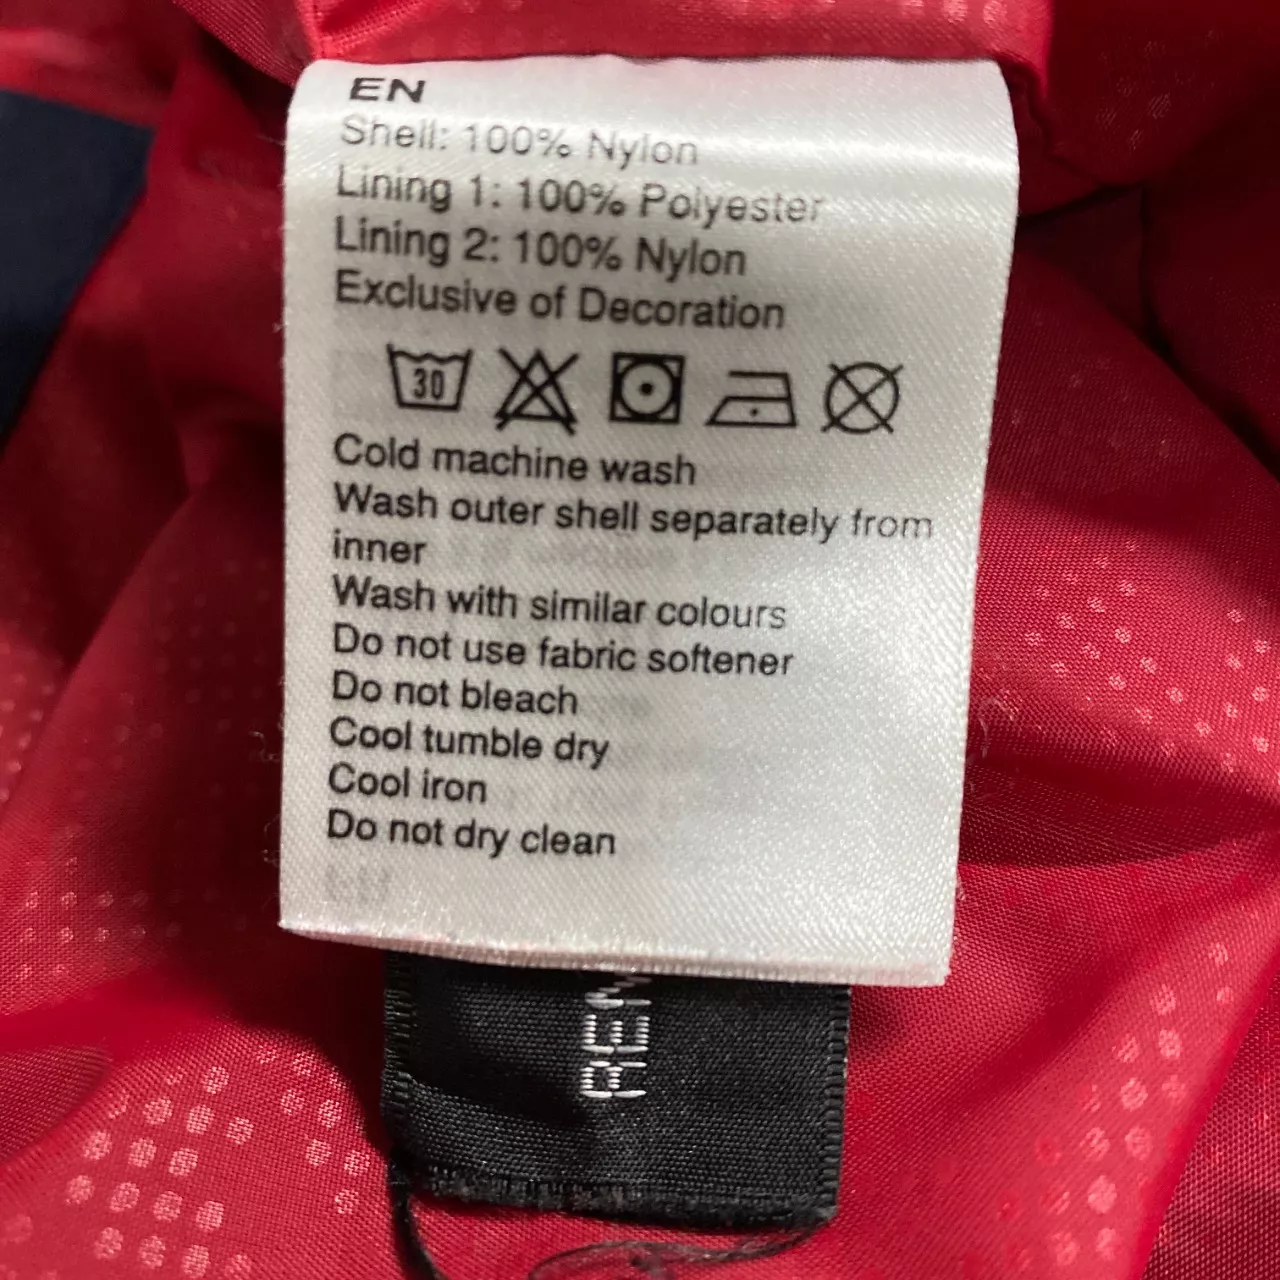 EN
Shell: 100% Nylon
Lining 1: 100% Polyester
Lining 2: 100% Nylon
Exclusive of Decoration
30
Cold machine wash
Wash outer shell separately from
inner
Wash with similar colours
Do not use fabric softener
Do not bleach
Cool tumble dry
Cool iron
Do not dry clean